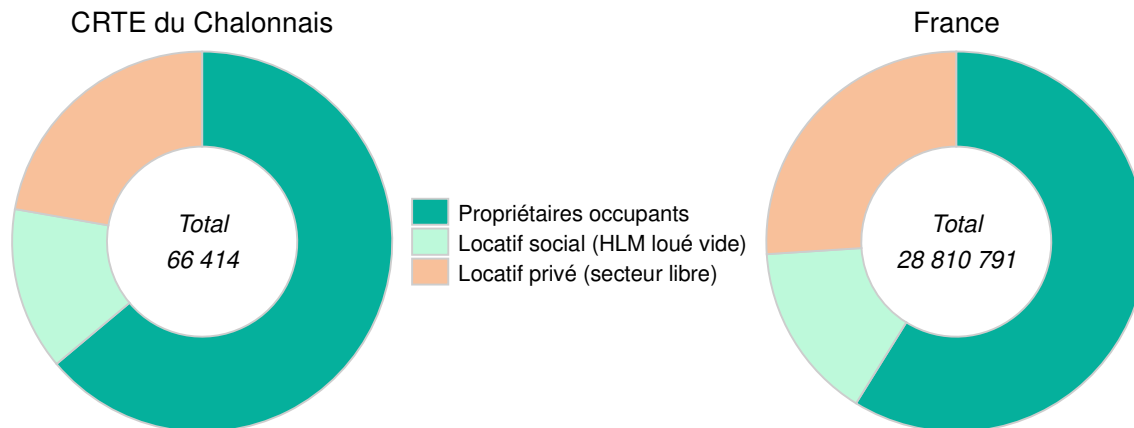 CRTE du Chalonnais
Total
66 414
Propriétaires occupants
Locatif social (HLM loué vide)
Locatif privé (secteur libre)
France
Total
28 810 791